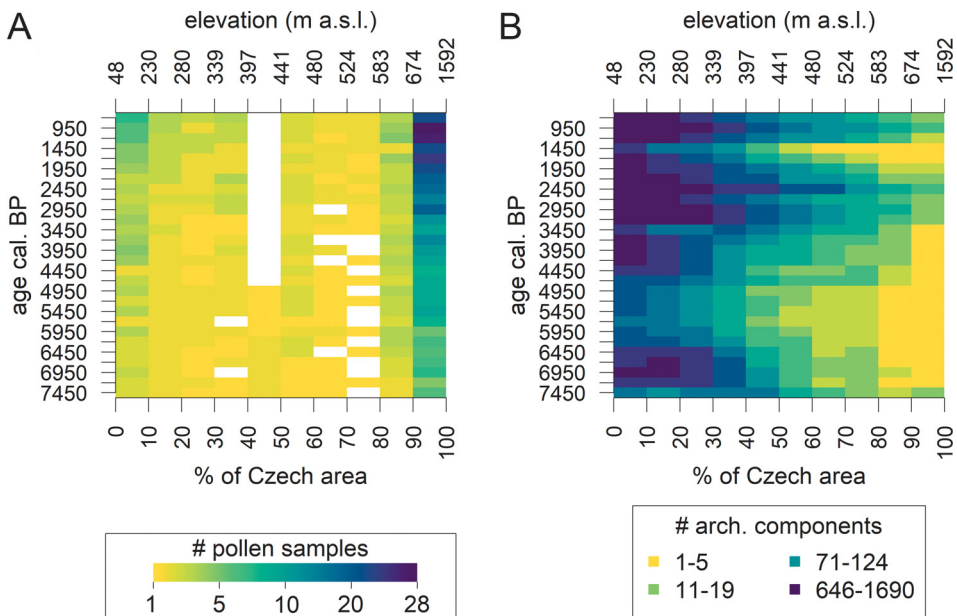 A
elevation (m a.s.l.)
48 230 280 339 397 441 480 524 583 674 1592
age cal. BP
950
1450
1950
2450
2950
3450
3950
4450
4950
5450
5950
6450
6950
7450
0 10 20 30 40 50 60 70 80 90 100
% of Czech area
# pollen samples
1 5 10 20 28
B
elevation (m a.s.l.)
48 230 280 339 397 441 480 524 583 674 1592
age cal. BP
950
1450
1950
2450
2950
3450
3950
4450
4950
5450
5950
6450
6950
7450
0 10 20 30 40 50 60 70 80 90 100
% of Czech area
# arch. components
1-5 71-124
11-19 646-1690